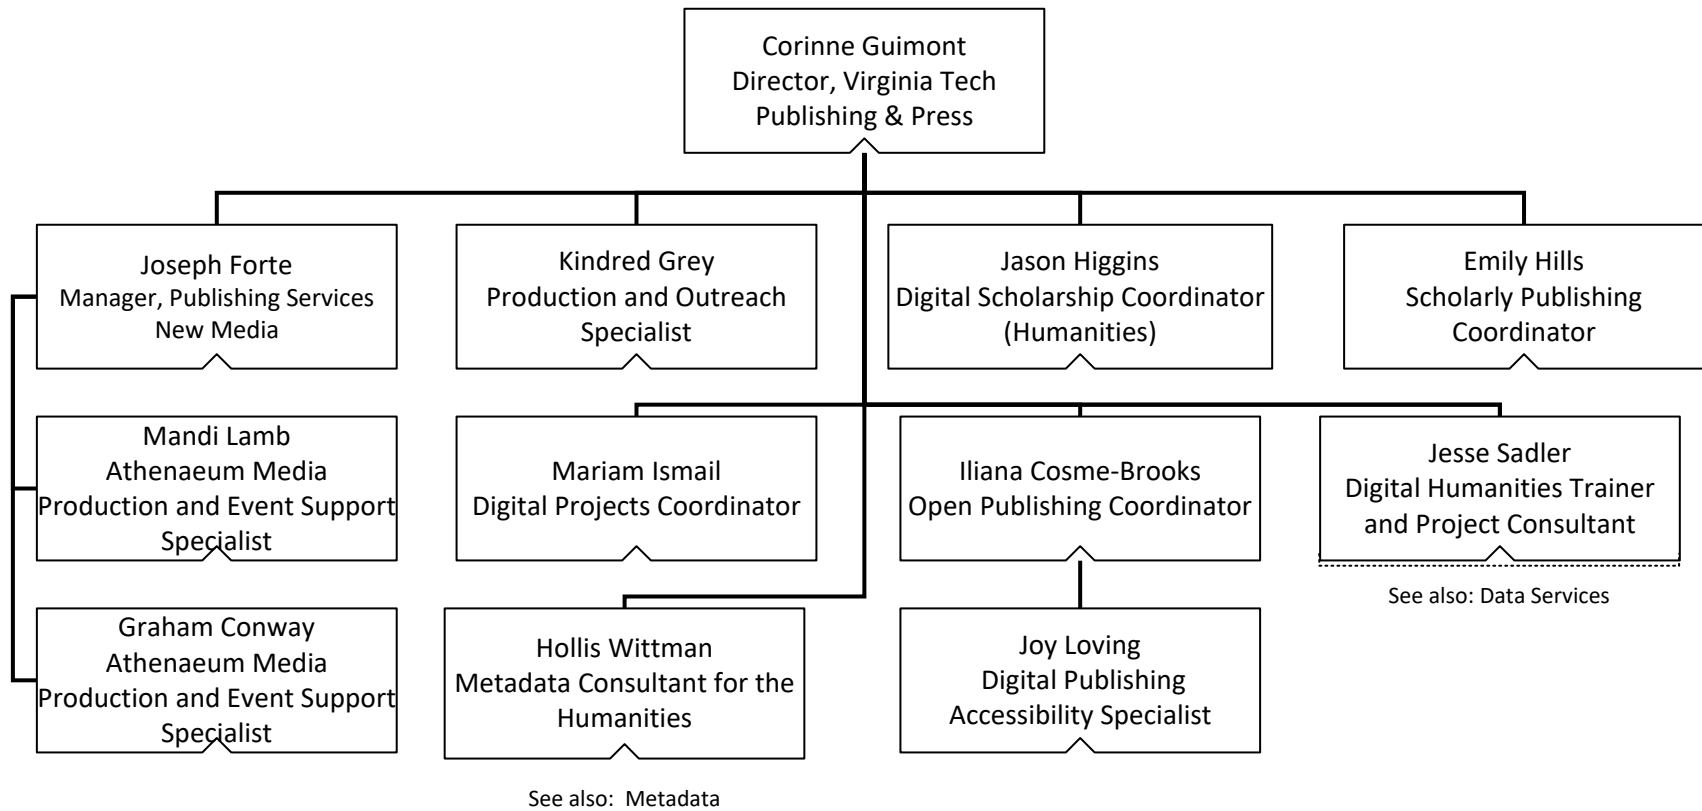 Corinne Guimont
Director, Virginia Tech
Publishing & Press
Joseph Forte
Manager, Publishing Services
New Media
Kindred Grey
Production and Outreach
Specialist
Jason Higgins
Digital Scholarship Coordinator
(Humanities)
Emily Hills
Scholarly Publishing
Coordinator
Mandi Lamb
Athenaeum Media
Production and Event Support
Specialist
Mariam Ismail
Digital Projects Coordinator
Iliana Cosme-Brooks
Open Publishing Coordinator
Jesse Sadler
Digital Humanities Trainer
and Project Consultant
See also: Data Services
Graham Conway
Athenaeum Media
Production and Event Support
Specialist
Hollis Wittman
Metadata Consultant for the
Humanities
See also:  Metadata
Joy Loving
Digital Publishing
Accessibility Specialist